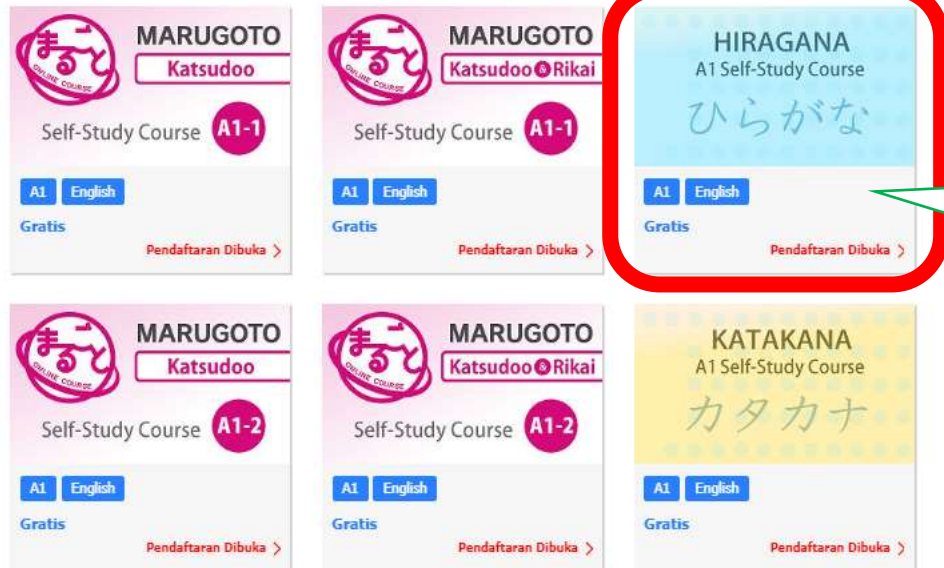 まるごと
ONLINE COURSE
MARUGOTO
Katsudoo
Self-Study Course A1-1
A1 English
Gratis
Pendaftaran Dibuka >
まるごと
ONLINE COURSE
MARUGOTO
Katsudoo & Rikai
Self-Study Course A1-1
A1 English
Gratis
Pendaftaran Dibuka >
HIRAGANA
A1 Self-Study Course
ひらがな
A1 English
Gratis
Pendaftaran Dibuka >
まるごと
ONLINE COURSE
MARUGOTO
Katsudoo
Self-Study Course A1-2
A1 English
Gratis
Pendaftaran Dibuka >
まるごと
ONLINE COURSE
MARUGOTO
Katsudoo & Rikai
Self-Study Course A1-2
A1 English
Gratis
Pendaftaran Dibuka >
KATAKANA
A1 Self-Study Course
カタカナ
A1 English
Gratis
Pendaftaran Dibuka >